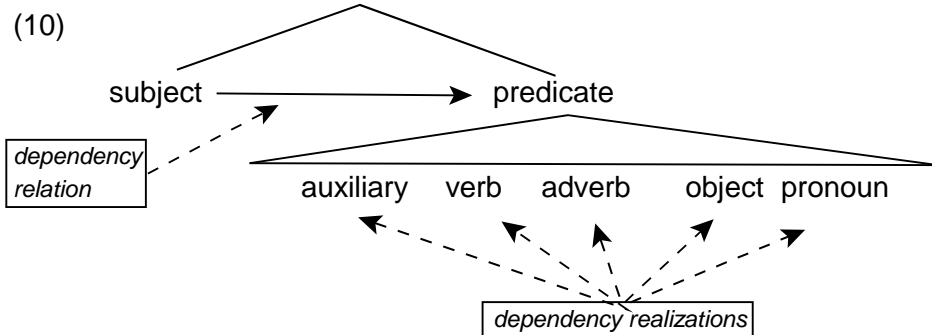 (10)
subject predicate
dependency
relation
auxiliary verb adverb object pronoun
dependency realizations